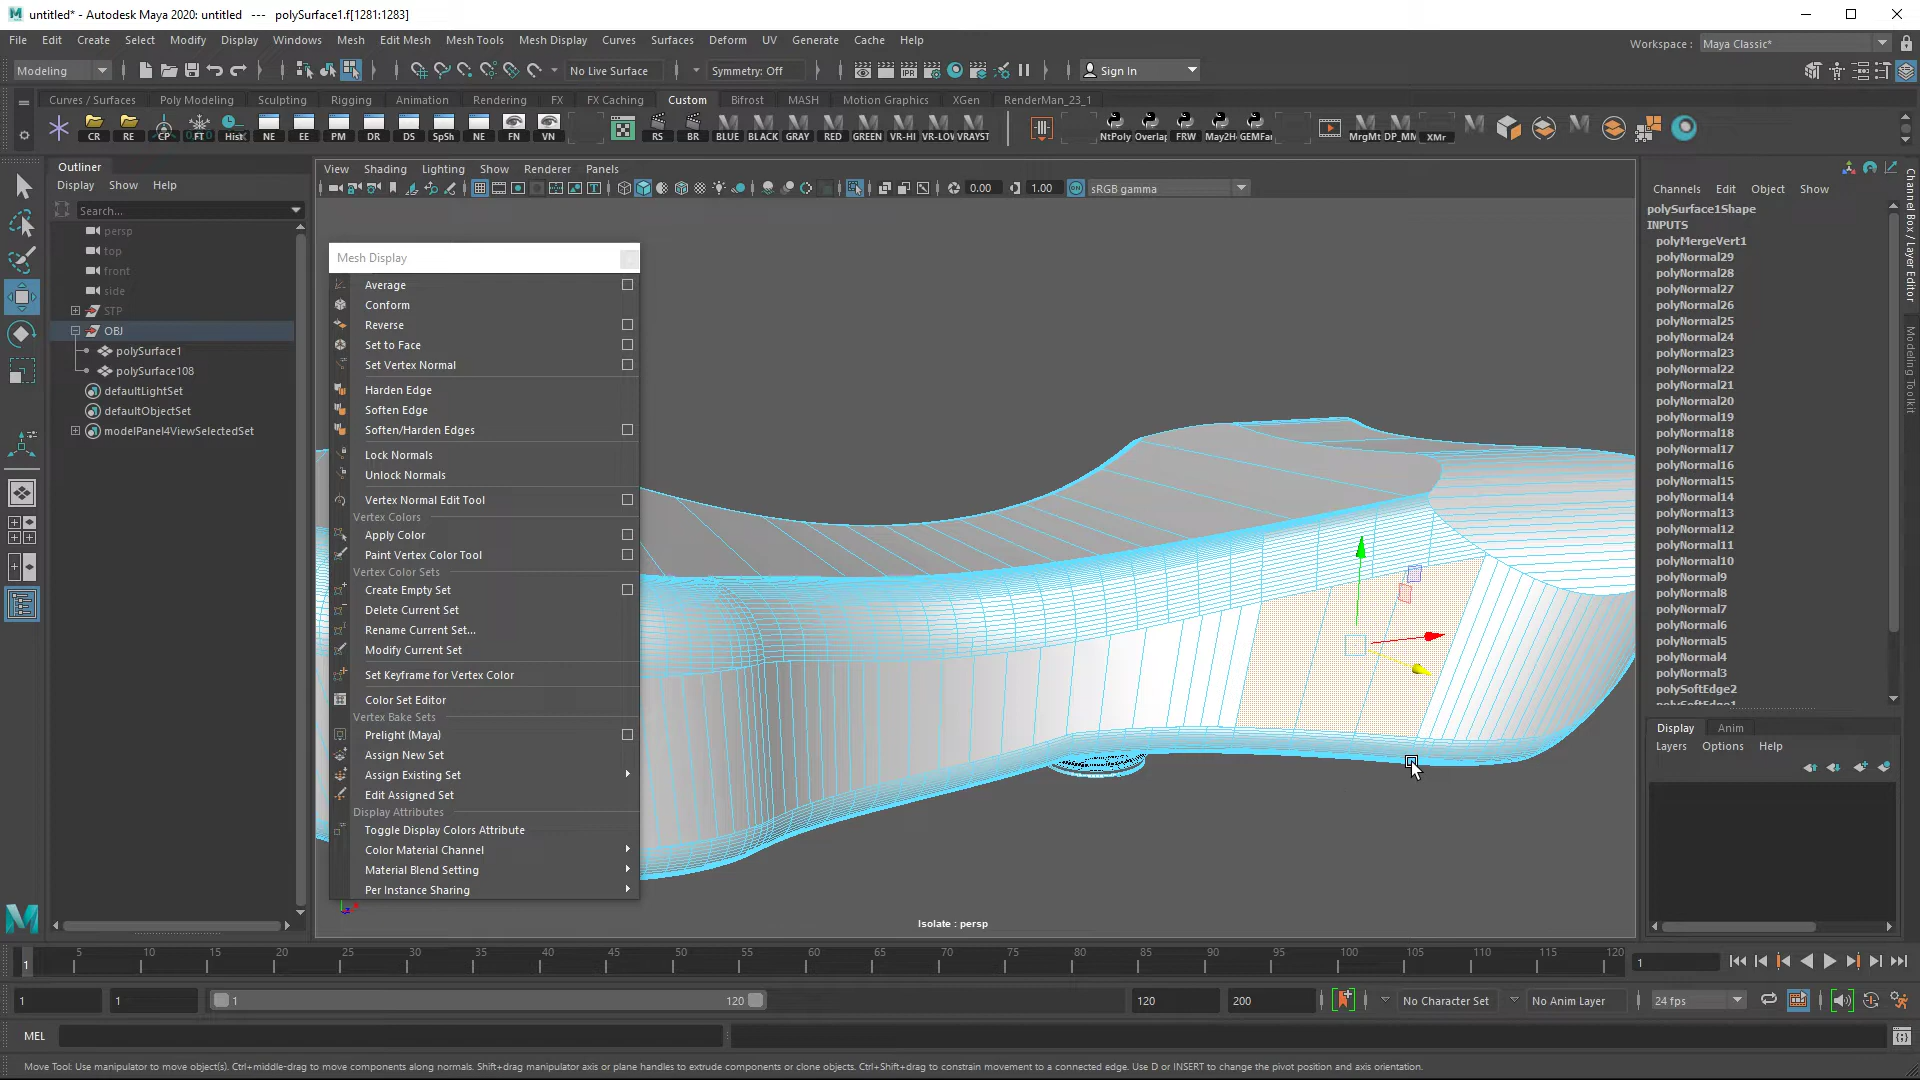 untitled* - Autodesk Maya 2020: untitled   ---   polySurface1.f[1281:1283]
File Edit Create Select Modify Display Windows Mesh Edit Mesh Mesh Tools Mesh Display Curves Surfaces Deform UV Generate Cache Help
Workspace : Maya Classic*
Modeling
No Live Surface
Symmetry: Off
Sign In
Curves / Surfaces Poly Modeling Sculpting Rigging Animation Rendering FX FX Caching Custom Bifrost MASH Motion Graphics XGen RenderMan_23_1
CR RE CP FT Hist NE EE PM DR DS SpSh NE FN VN RS BR BLUE BLACK GRAY RED GREEN VR-HI VR-LOV VRAYST NtPoly Overlap FRW May2H GEMFa MrgMt DP_MN XMr
Outliner
Display Show Help
Search...
persp
top
front
side
STP
OBJ
polySurface1
polySurface108
defaultLightSet
defaultObjectSet
modelPanel4ViewSelectedSet
View Shading Lighting Show Renderer Panels
0.00 1.00 sRGB gamma
Mesh Display
Average
Conform
Reverse
Set to Face
Set Vertex Normal
Harden Edge
Soften Edge
Soften/Harden Edges
Lock Normals
Unlock Normals
Vertex Normal Edit Tool
Vertex Colors
Apply Color
Paint Vertex Color Tool
Vertex Color Sets
Create Empty Set
Delete Current Set
Rename Current Set...
Modify Current Set
Set Keyframe for Vertex Color
Color Set Editor
Vertex Bake Sets
Prelight (Maya)
Assign New Set
Assign Existing Set
Edit Assigned Set
Display Attributes
Toggle Display Colors Attribute
Color Material Channel
Material Blend Setting
Per Instance Sharing
Isolate : persp
Channels Edit Object Show
polySurface1Shape
INPUTS
polyMergeVert1
polyNormal29
polyNormal28
polyNormal27
polyNormal26
polyNormal25
polyNormal24
polyNormal23
polyNormal22
polyNormal21
polyNormal20
polyNormal19
polyNormal18
polyNormal17
polyNormal16
polyNormal15
polyNormal14
polyNormal13
polyNormal12
polyNormal11
polyNormal10
polyNormal9
polyNormal8
polyNormal7
polyNormal6
polyNormal5
polyNormal4
polyNormal3
polySoftEdge2
polySoftEdge1
Display Anim
Layers Options Help
Channel Box / Layer Editor
Modeling Toolkit
1 5 10 15 20 25 30 35 40 45 50 55 60 65 70 75 80 85 90 95 100 105 110 115 120
1
1 1 1 120 120 200 No Character Set No Anim Layer 24 fps
MEL
Move Tool: Use manipulator to move object(s). Ctrl+middle-drag to move components along normals. Shift+drag manipulator axis or plane handles to extrude components or clone objects. Ctrl+Shift+drag to constrain movement to a connected edge. Use D or INSERT to change the pivot position and axis orientation.